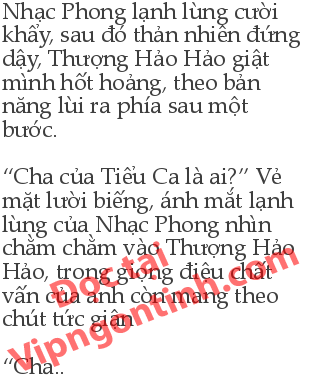 Nhạc Phong lạnh lùng cười
khẩy, sau đó thản nhiên đứng
dậy, Thượng Hảo Hảo giật
mình hốt hoảng, theo bản
năng lùi ra phía sau một
bước.
“Cha của Tiểu Ca là ai?” Vẻ
mặt lười biếng, ánh mắt lạnh
lùng của Nhạc Phong nhìn
chằm chằm vào Thượng Hảo
Hảo, trong giọng điệu chất
vấn của anh còn mang theo
chút tức giận
“Cha..
Đọc tại
Vipngontinh.com